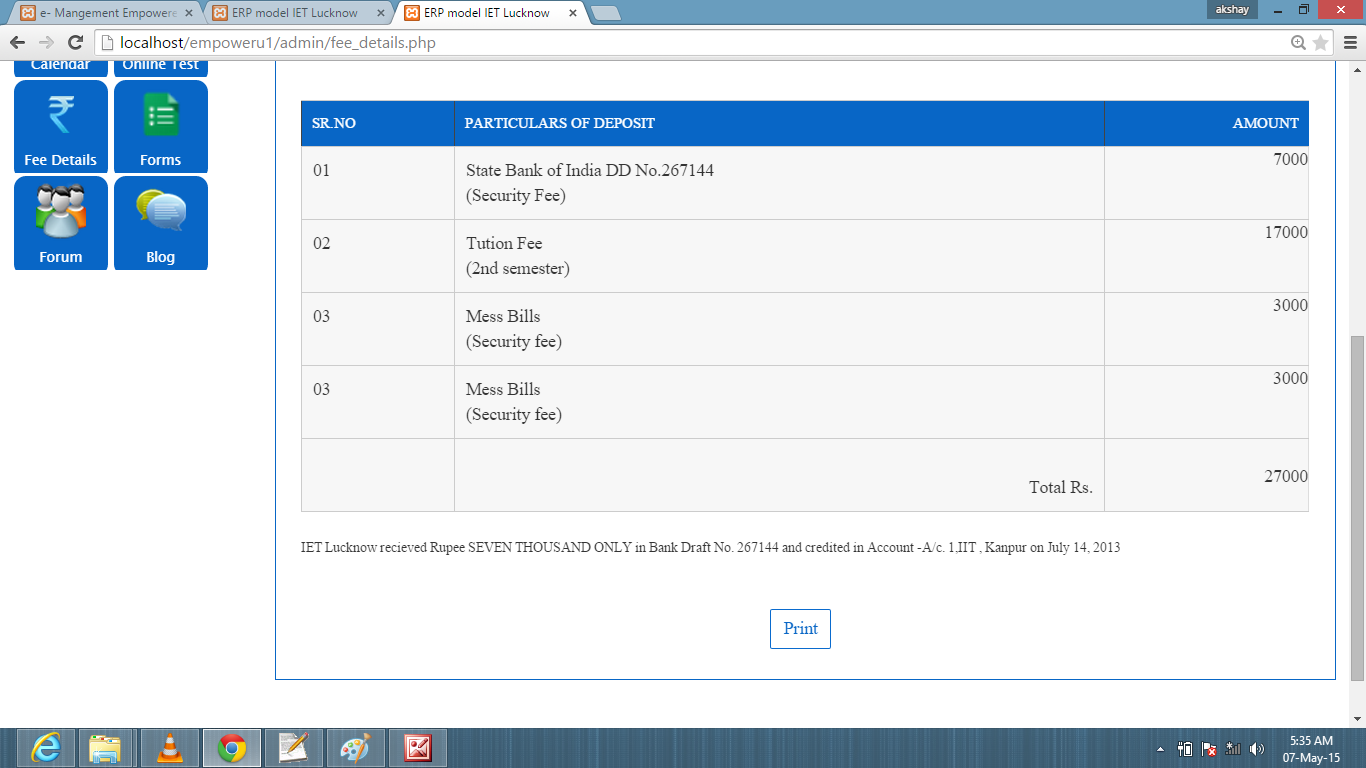 e- Mangement Empowere
ERP model IET Lucknow
ERP model IET Lucknow
akshay
localhost/empoweru1/admin/fee_details.php
Calendar
Online Test
Fee Details
Forms
Forum
Blog
SR.NO PARTICULARS OF DEPOSIT AMOUNT
01 State Bank of India DD No.267144 7000
(Security Fee)
02 Tution Fee 17000
(2nd semester)
03 Mess Bills 3000
(Security fee)
03 Mess Bills 3000
(Security fee)
Total Rs. 27000
IET Lucknow recieved Rupee SEVEN THOUSAND ONLY in Bank Draft No. 267144 and credited in Account -A/c. 1,IIT , Kanpur on July 14, 2013
Print
5:35 AM
07-May-15